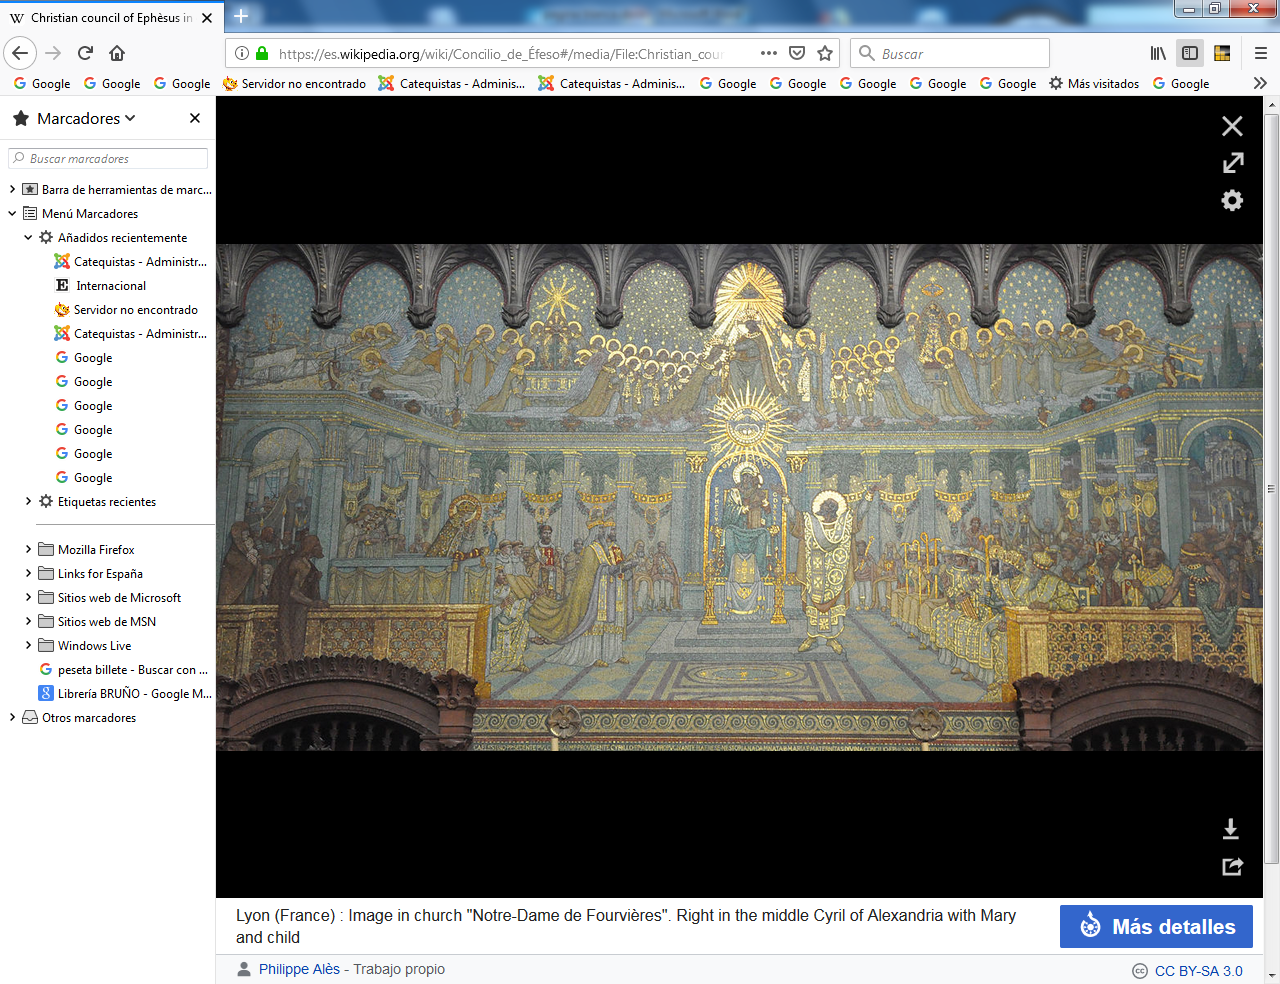 Christian council of Ephèsus in
https://es.wikipedia.org/wiki/Concilio_de_Éfeso#/media/File:Christian_cour
Buscar
Google
Google
Google
Servidor no encontrado
Catequistas - Adminis...
Catequistas - Adminis...
Google
Google
Google
Google
Google
Más visitados
Google
Marcadores
Buscar marcadores
Barra de herramientas de marc...
Menú Marcadores
Añadidos recientemente
Catequistas - Administr...
Internacional
Servidor no encontrado
Catequistas - Administr...
Google
Google
Google
Google
Google
Google
Etiquetas recientes
Mozilla Firefox
Links for España
Sitios web de Microsoft
Sitios web de MSN
Windows Live
peseta billete - Buscar con ...
Librería BRUÑO - Google M...
Otros marcadores
Lyon (France) : Image in church "Notre-Dame de Fourvières". Right in the middle Cyril of Alexandria with Mary
and child
Más detalles
Philippe Alès - Trabajo propio
CC BY-SA 3.0